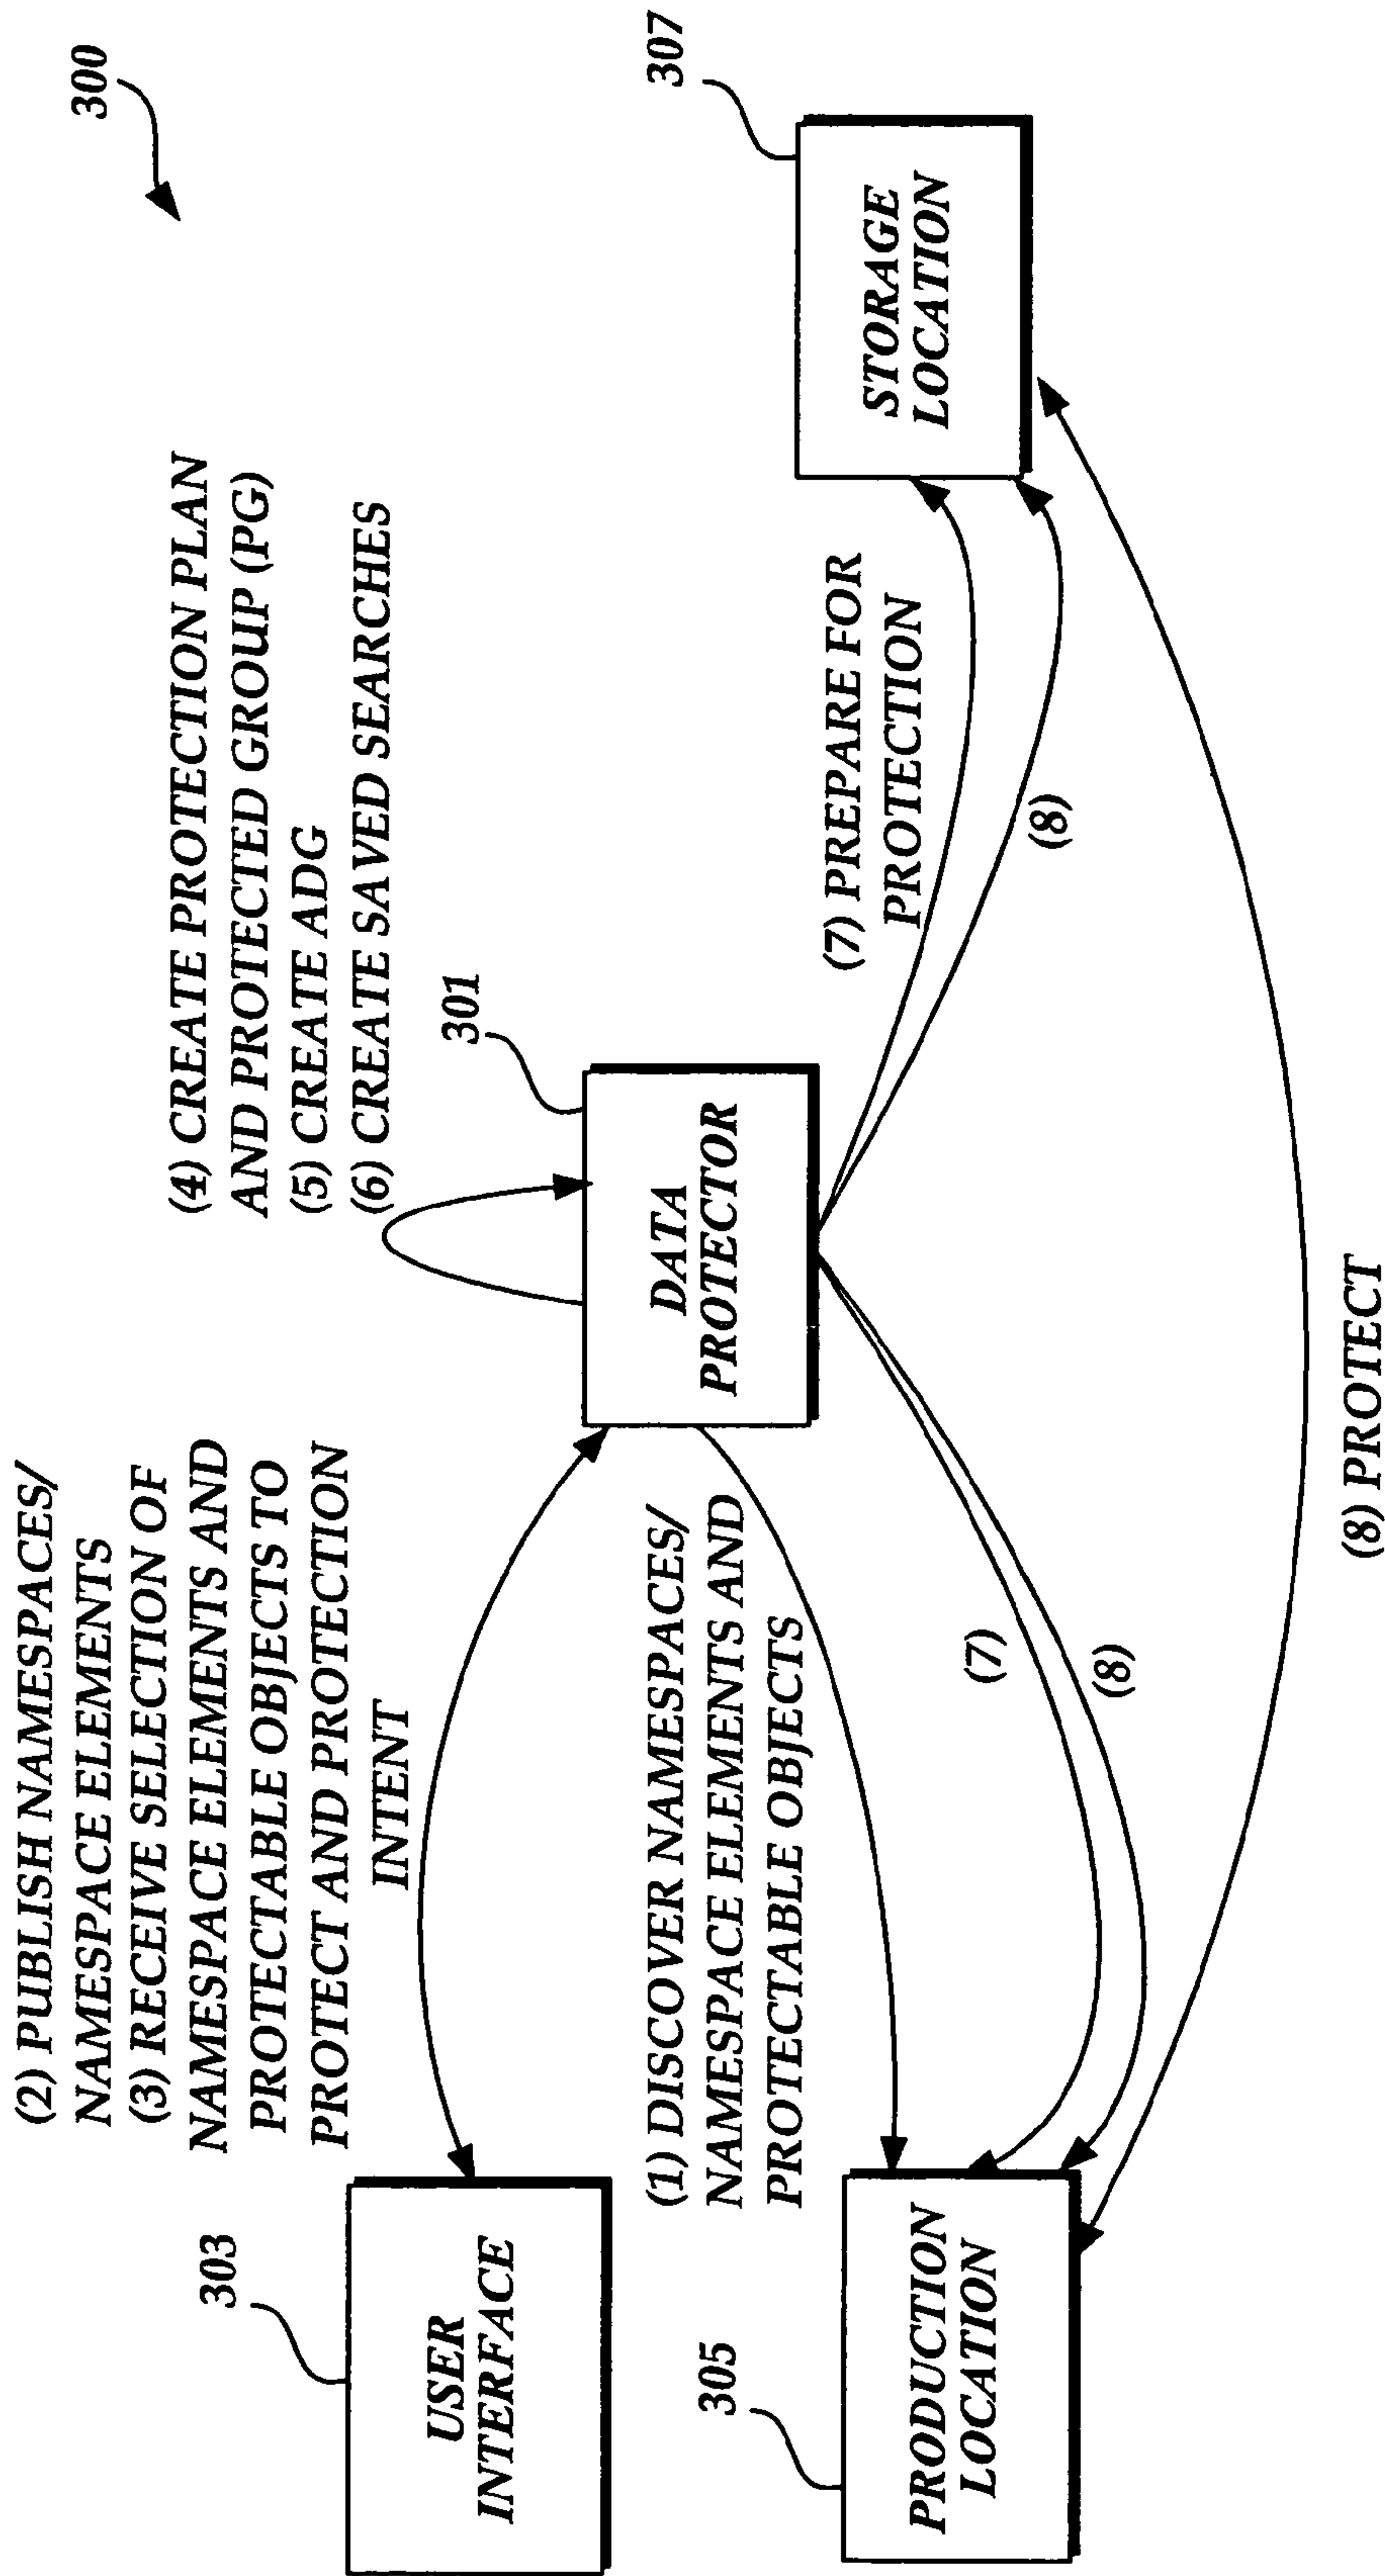 300
(2) PUBLISH NAMESPACES/
NAMESPACE ELEMENTS
(3) RECEIVE SELECTION OF
NAMESPACE ELEMENTS AND
PROTECTABLE OBJECTS TO
PROTECT AND PROTECTION
INTENT
(4) CREATE PROTECTION PLAN
AND PROTECTED GROUP (PG)
(5) CREATE ADG
(6) CREATE SAVED SEARCHES
303
USER
INTERFACE
301
DATA
PROTECTOR
307
STORAGE
LOCATION
(1) DISCOVER NAMESPACES/
NAMESPACE ELEMENTS AND
PROTECTABLE OBJECTS
305
PRODUCTION
LOCATION
(7)
(8)
(7) PREPARE FOR
PROTECTION
(8)
(8) PROTECT